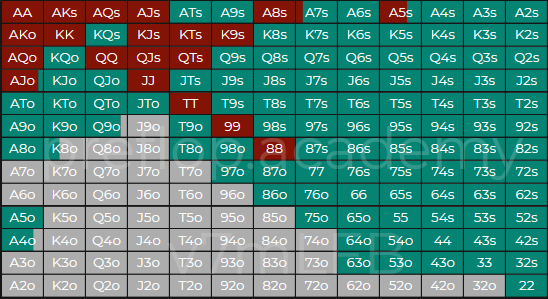 AA AKs AQs AJs ATs A9s A8s A7s A6s A5s A4s A3s A2s
AKo KK KQs KJs KTs K9s K8s K7s K6s K5s K4s K3s K2s
AQo KQo QQ QJs QTs Q9s Q8s Q7s Q6s Q5s Q4s Q3s Q2s
AJo KJo QJo JJ JTs J9s J8s J7s J6s J5s J4s J3s J2s
ATo KTo QTo JTo TT T9s T8s T7s T6s T5s T4s T3s T2s
A9o K9o Q9o J9o T9o 99 98s 97s 96s 95s 94s 93s 92s
A8o K8o Q8o J8o T8o 98o 88 87s 86s 85s 84s 83s 82s
preflop.academy
A7o K7o Q7o J7o T7o 97o 87o 77 76s 75s 74s 73s 72s
A6o K6o Q6o J6o T6o 96o 86o 76o 66 65s 64s 63s 62s
A5o K5o Q5o J5o T5o 95o 85o 75o 65o 55 54s 53s 52s
A4o K4o Q4o J4o T4o 94o 84o 74o 64o 54o 44 43s 42s
A3o K3o Q3o J3o T3o 93o 83o 73o 63o 53o 43o 33 32s
A2o K2o Q2o J2o T2o 92o 82o 72o 62o 52o 42o 32o 22